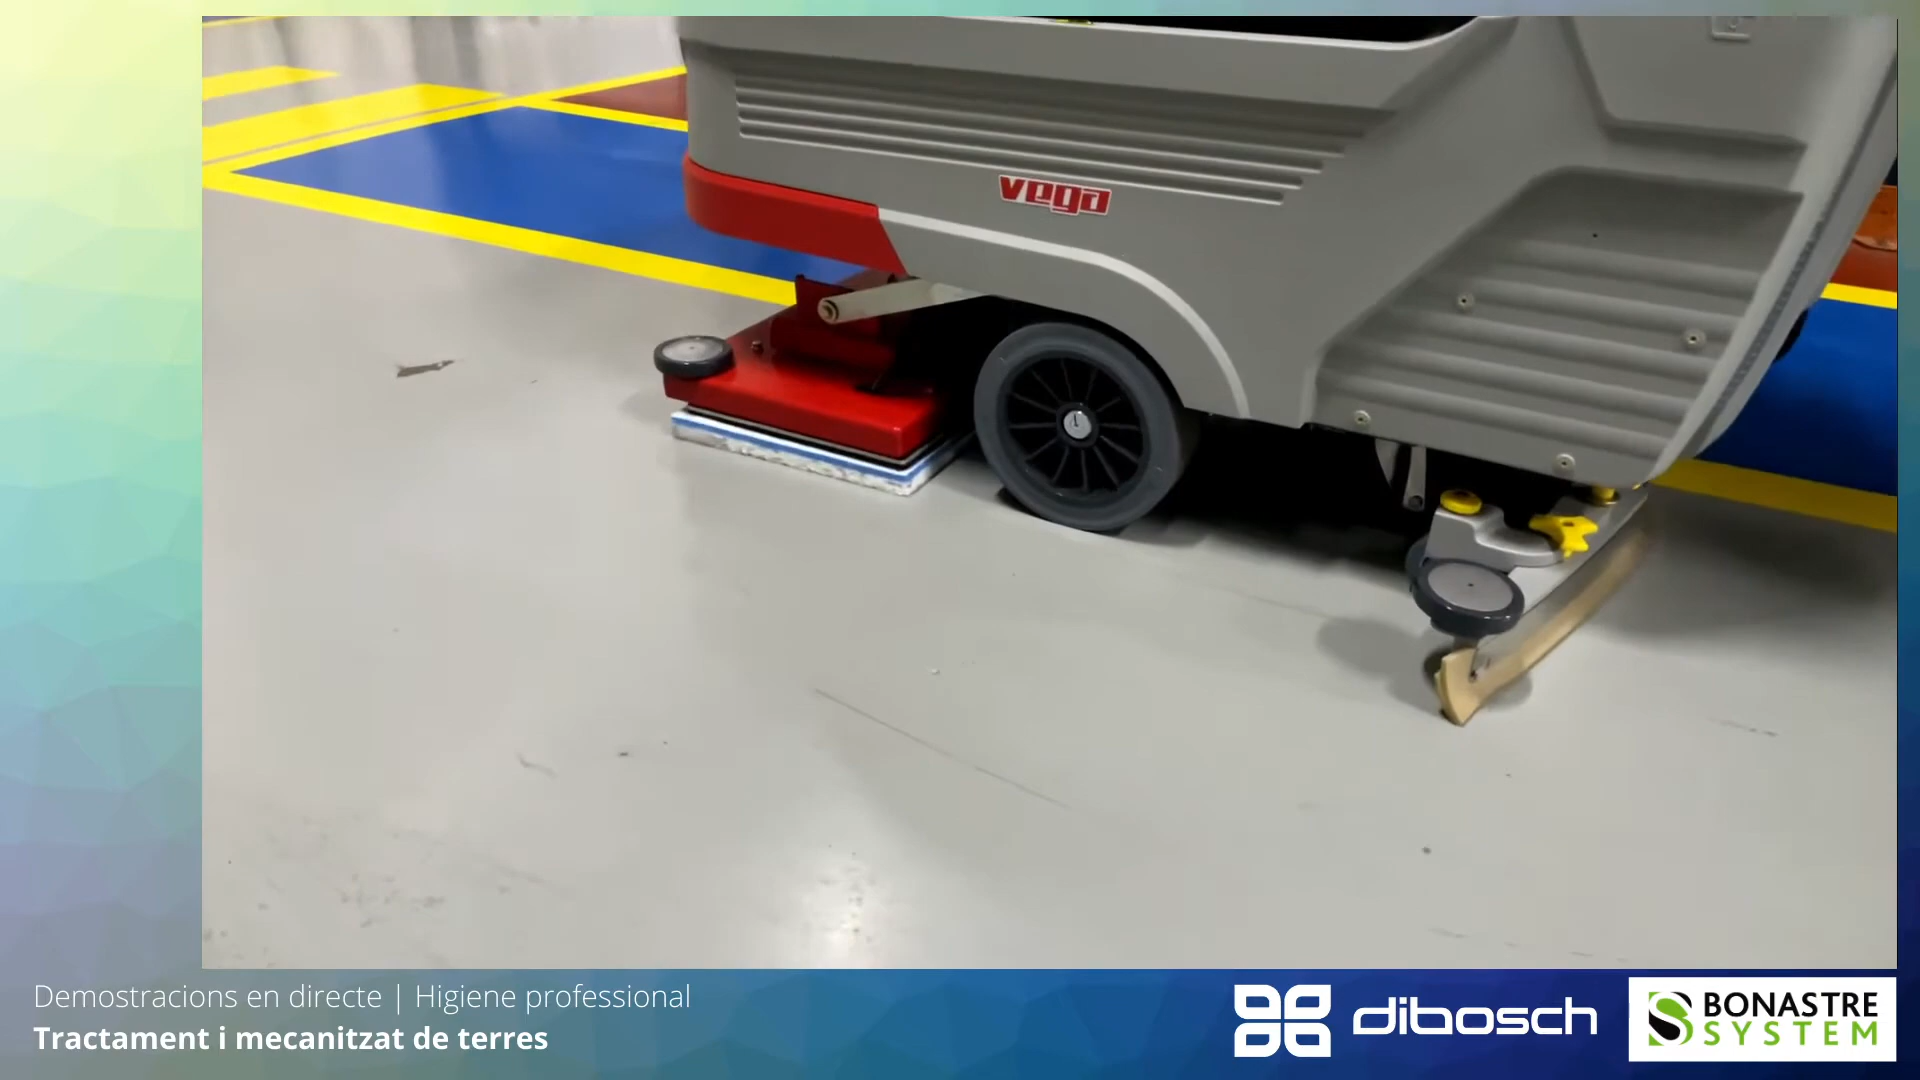 vega
Demostracions en directe | Higiene professional
Tractament i mecanitzat de terres
dibosch
BONASTRE
SYSTEM